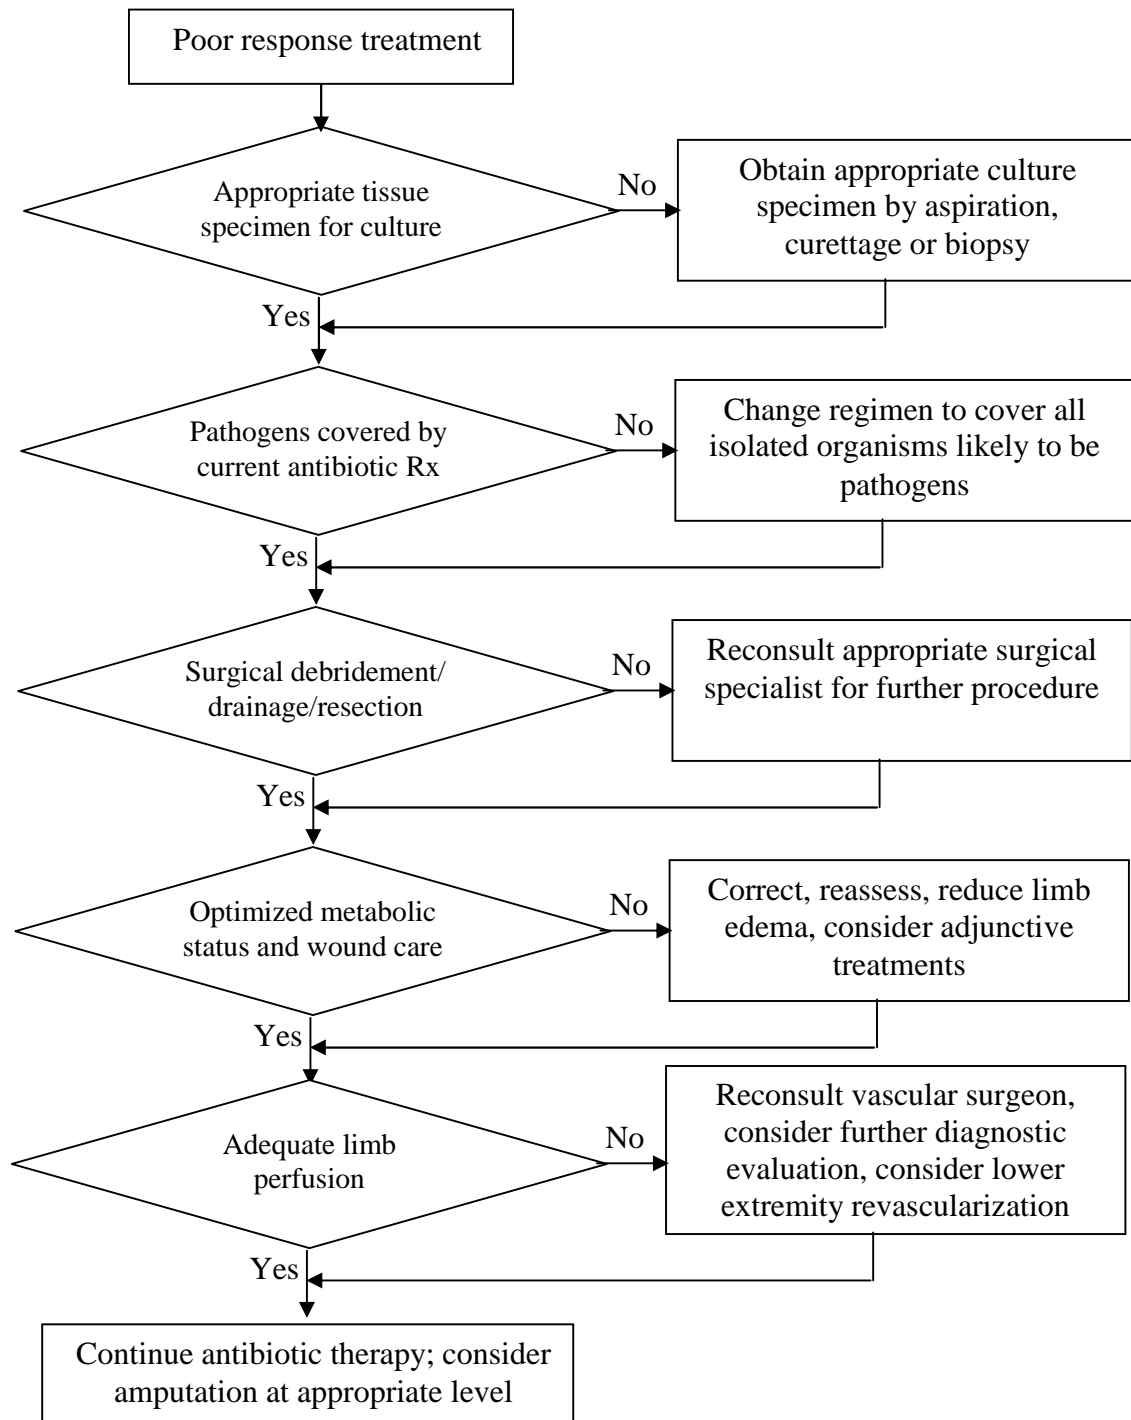 Poor response treatment
Appropriate tissue
specimen for culture
No
Obtain appropriate culture
specimen by aspiration,
curettage or biopsy
Yes
Pathogens covered by
current antibiotic Rx
No
Change regimen to cover all
isolated organisms likely to be
pathogens
Yes
Surgical debridement/
drainage/resection
No
Reconsult appropriate surgical
specialist for further procedure
Yes
Optimized metabolic
status and wound care
No
Correct, reassess, reduce limb
edema, consider adjunctive
treatments
Yes
Adequate limb
perfusion
No
Reconsult vascular surgeon,
consider further diagnostic
evaluation, consider lower
extremity revascularization
Yes
Continue antibiotic therapy; consider
amputation at appropriate level